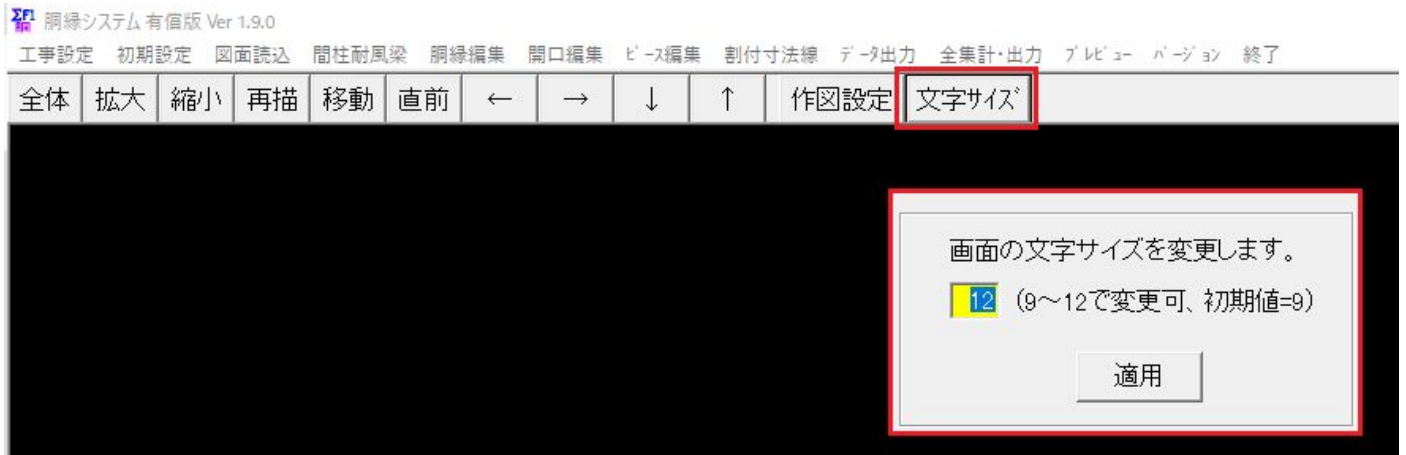 ΣF1 胴 胴縁システム 有償版 Ver 1.9.0
工事設定 初期設定 図面読込 間柱耐風梁 胴縁編集 開口編集 ﾋﾟｰｽ編集 割付寸法線 ﾃﾞｰﾀ出力 全集計・出力 ﾌﾟﾚﾋﾞｭｰ ﾊﾞｰｼﾞｮﾝ 終了
全体 拡大 縮小 再描 移動 直前 ← → ↓ ↑ 作図設定 文字ｻｲｽﾞ
画面の文字サイズを変更します。
12 (9～12で変更可、初期値=9)
適用